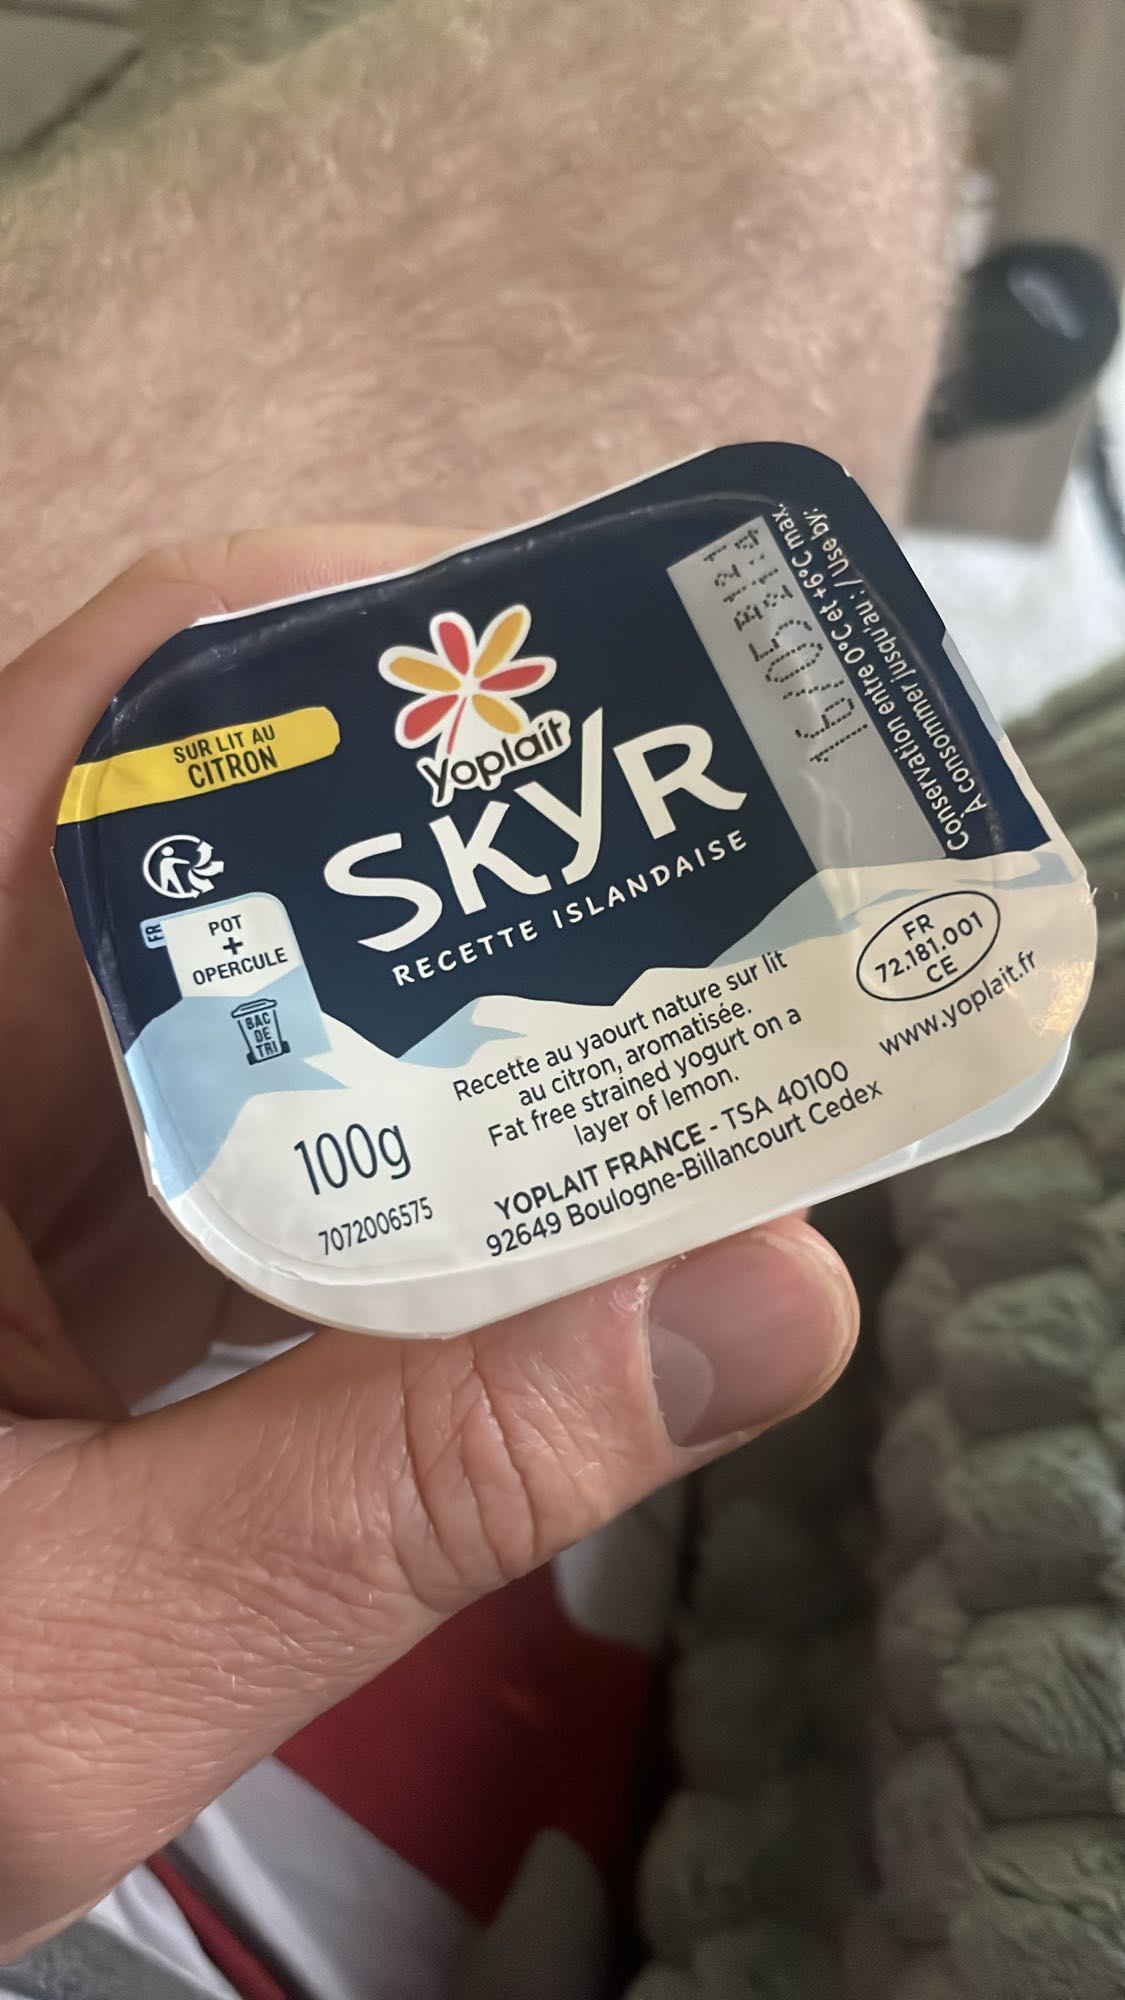 SUR LIT AU
CITRON
Yoplait
SKYR
RECETTE ISLANDAISE
FR
POT
+
OPERCULE
BAC
DE
TRI
100g
7072006575
Recette au yaourt nature sur lit
au citron, aromatisée.
Fat free strained yogurt on a
layer of lemon.
YOPLAIT FRANCE - TSA 40100
92649 Boulogne-Billancourt Cedex
Conservation entre 0°C et +6°C max.
A consommer jusqu'au : / Use by:
FR
72.181.001
CE
www.yoplait.fr